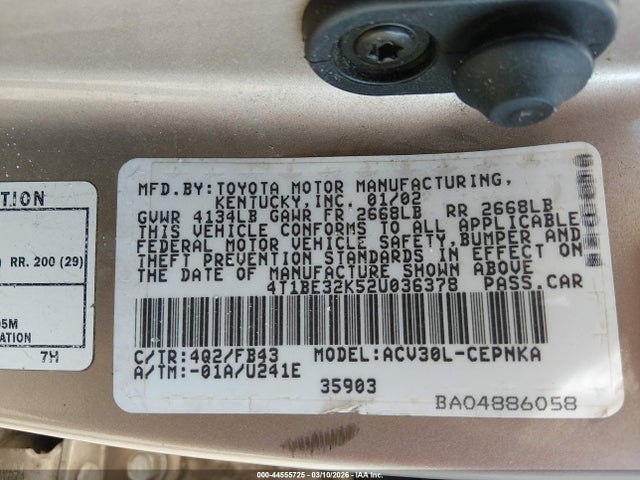 TION
) RR. 200 (29)
05M
ATION
7H
MFD.BY:TOYOTA MOTOR MANUFACTURING,
KENTUCKY,INC. 01/02
GVWR 4134LB GAWR FR 2668LB RR 2668LB
THIS VEHICLE CONFORMS TO ALL APPLICABLE
FEDERAL MOTOR VEHICLE SAFETY,BUMPER AND
THEFT PREVENTION STANDARDS IN EFFECT ON
THE DATE OF MANUFACTURE SHOWN ABOVE
4T1BE32K52U036378 PASS.CAR
C/TR:4Q2/FB43 MODEL:ACV30L-CEPNKA
A/TM:-01A/U241E
35903
BA04886058
000-44555725 - 03/10/2026 - IAA Inc.